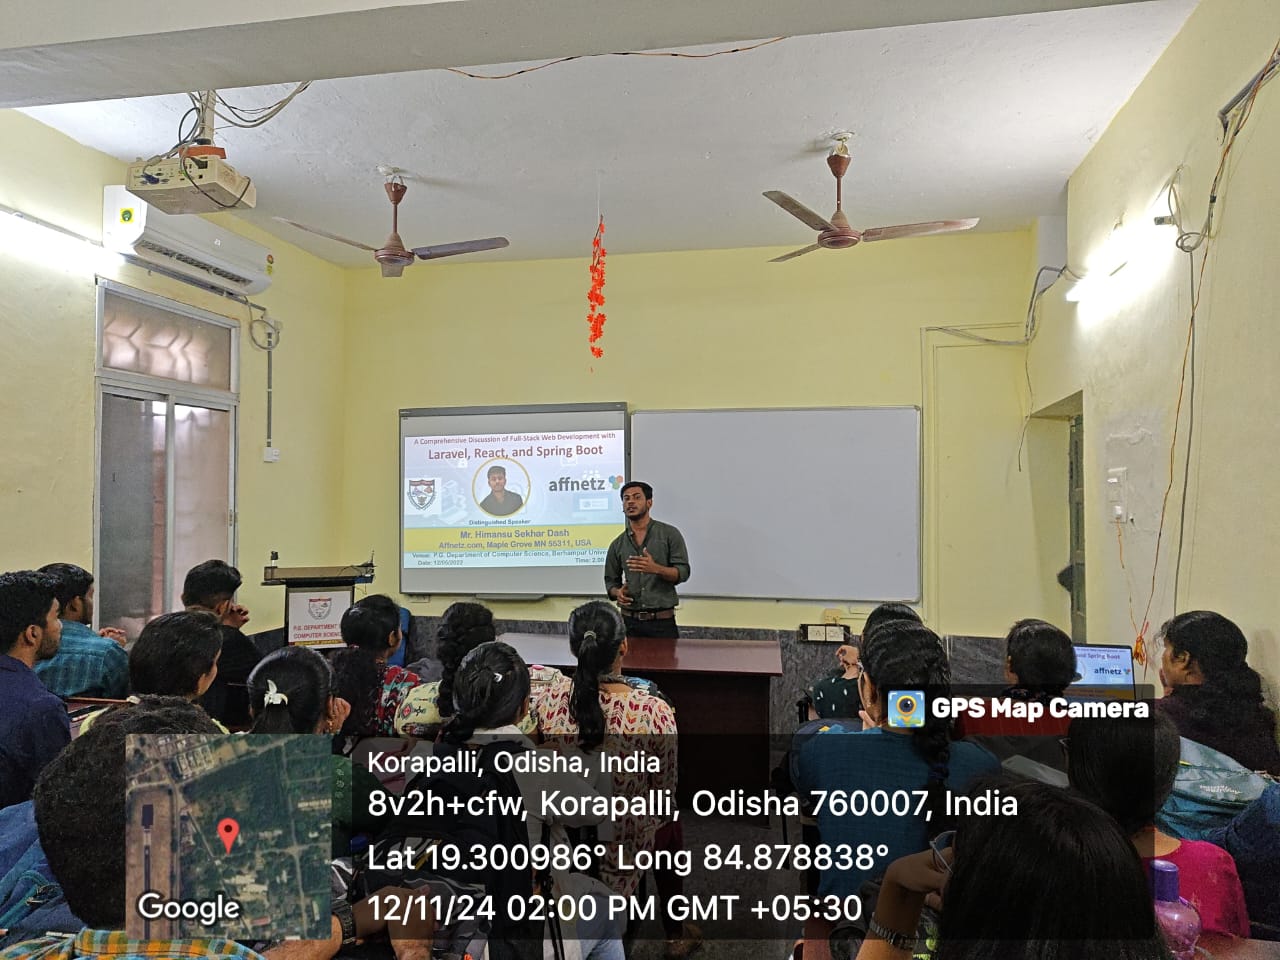 A Comprehensive Discussion of Full-Stack Web Development with
Laravel, React, and Spring Boot
affnetz
Distinguished Speaker
Mr. Himansu Sekhar Dash
Affnetz.com, Maple Grove MN 55311, USA
Venue: P.G. Department of Computer Science, Berhampur
Date: 12/05/2022
Time: 2:00
P.G. DEPARTMENT
COMPUTER SCIENCE
and Spring Boot
affnetz
GPS Map Camera
Korapalli, Odisha, India
8v2h+cfw, Korapalli, Odisha 760007, India
Lat 19.300986° Long 84.878838°
12/11/24 02:00 PM GMT +05:30
Google